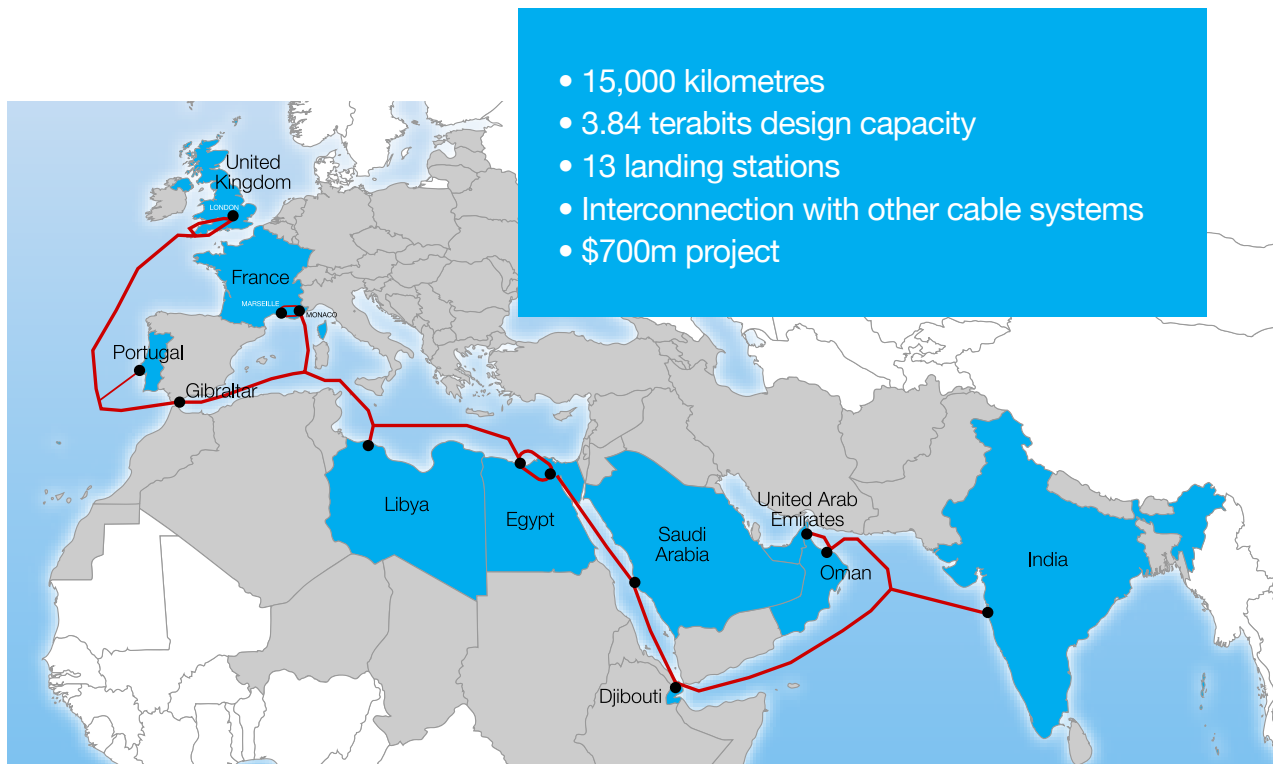 • 15,000 kilometres
• 3.84 terabits design capacity
• 13 landing stations
• Interconnection with other cable systems
• $700m project
United
Kingdom
LONDON
France
MARSEILLE
MONACO
Portugal
Gibraltar
Libya
Egypt
Saudi
Arabia
United Arab
Emirates
Oman
India
Djibouti